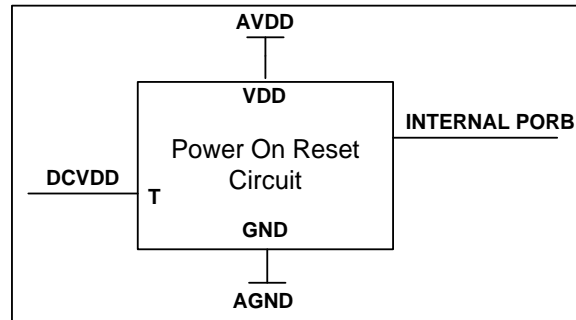 AVDD
VDD
INTERNAL PORB
Power On Reset
Circuit
DCVDD
T
GND
AGND